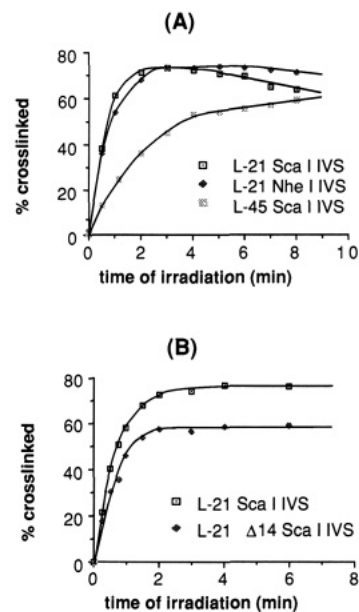 (A)
80
60
40
20
0
% crosslinked
L-21 Sca I IVS
L-21 Nhe I IVS
L-45 Sca I IVS
0 2 4 6 8 10
time of irradiation (min)
(B)
80
60
40
20
0
% crosslinked
L-21 Sca I IVS
L-21 Δ14 Sca I IVS
0 2 4 6 8
time of irradiation (min)